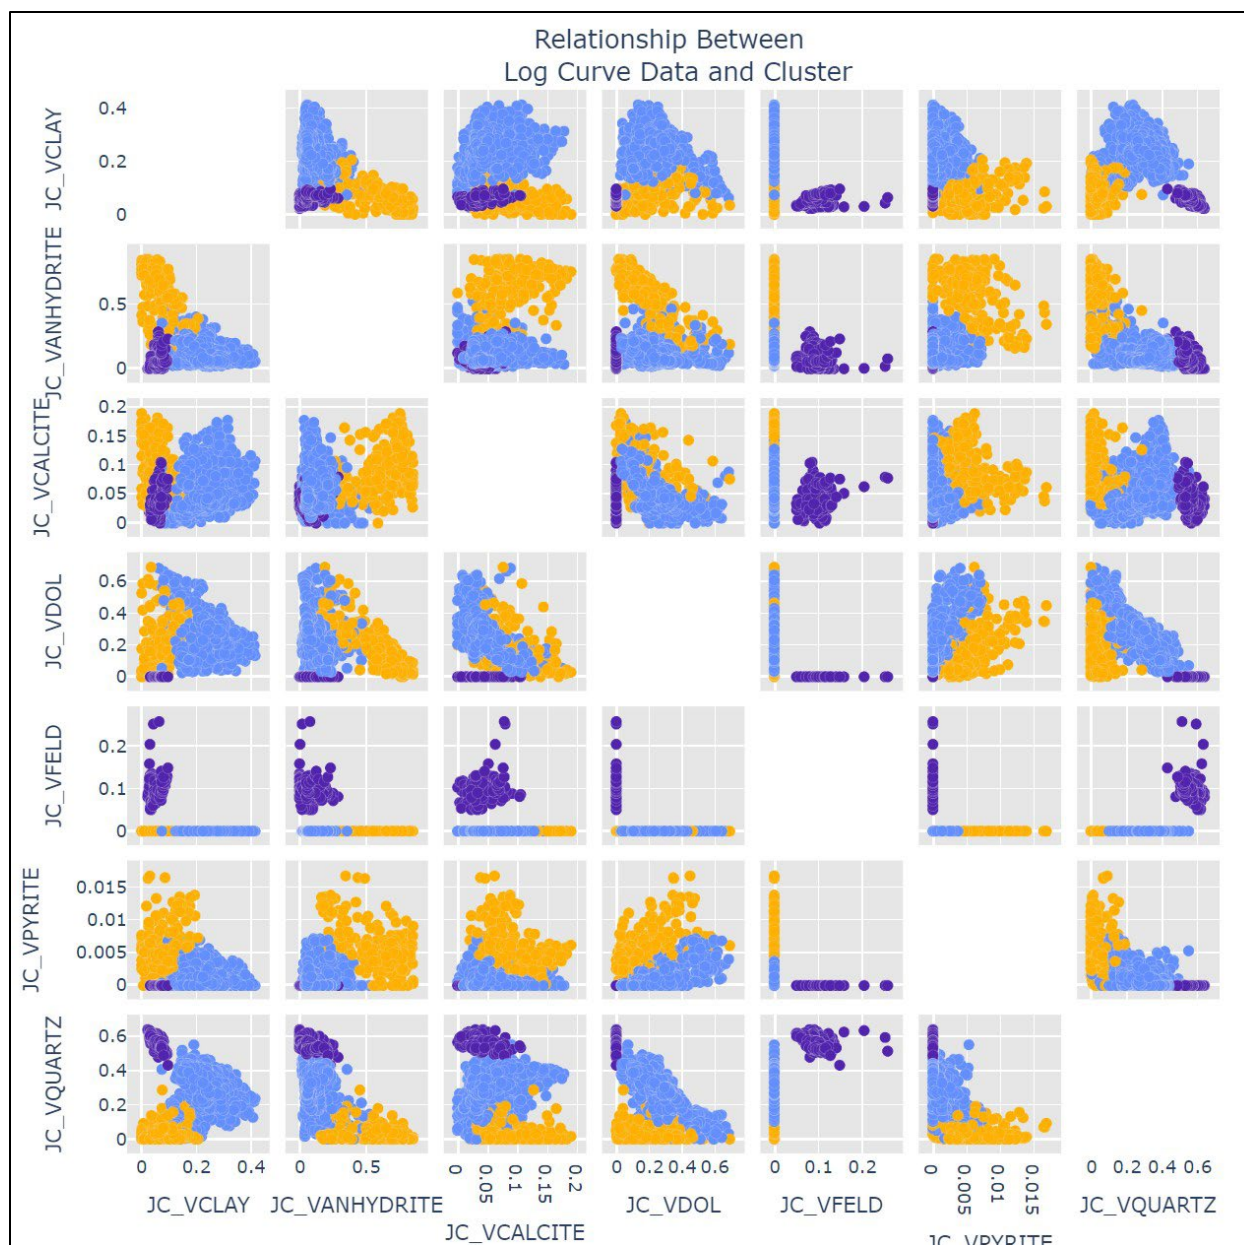 Relationship Between
Log Curve Data and Cluster
JC_VCLAY
0.4
0.2
0
JC_VANHYDRITE
0.5
0
JC_VCALCITE
0.2
0.15
0.1
0.05
0
JC_VDOL
0.6
0.4
0.2
0
JC_VFELD
0.2
0.1
0
JC_VPYRITE
0.015
0.01
0.005
0
JC_VQUARTZ
0.6
0.4
0.2
0
0 0.2 0.4
0 0.5
0 0.05 0.1 0.15 0.2
0 0.2 0.4 0.6
0 0.1 0.2
0 0.005 0.01 0.015
0 0.2 0.4 0.6
JC_VCLAY JC_VANHYDRITE JC_VDOL JC_VFELD JC_VQUARTZ
JC_VCALCITE JC_VPYRITE